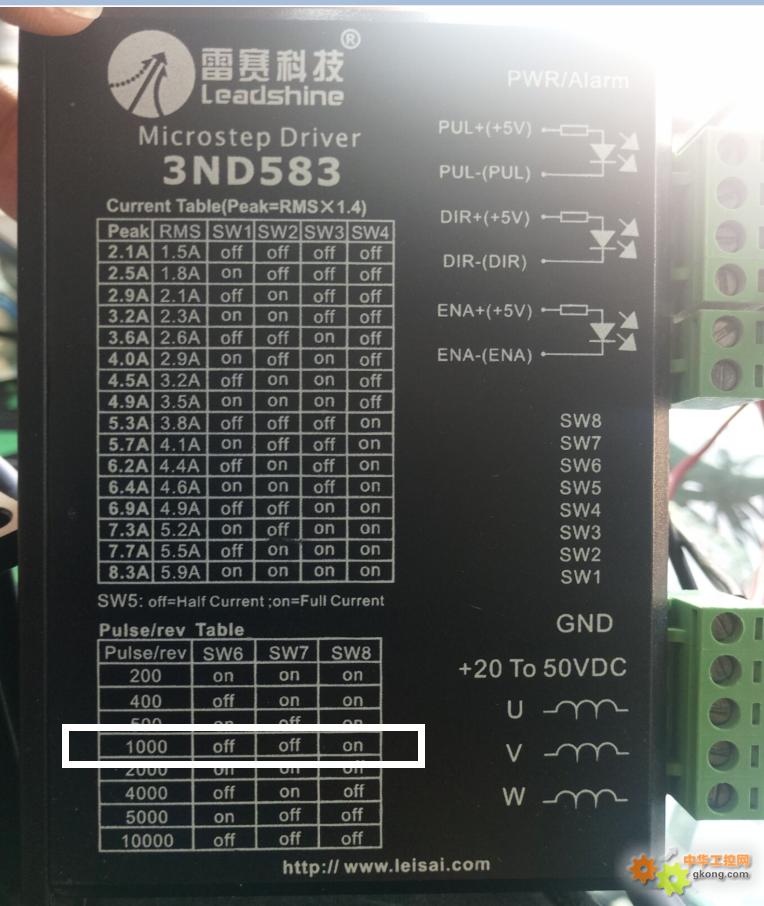 雷赛科技®
Leadshine
Microstep Driver
3ND583
Current Table(Peak=RMS×1.4)
Peak RMS SW1 SW2 SW3 SW4
2.1A 1.5A off off off off
2.5A 1.8A on off off off
2.9A 2.1A off on off off
3.2A 2.3A on on off off
3.6A 2.6A off off on off
4.0A 2.9A on off on off
4.5A 3.2A off on on off
4.9A 3.5A on on on off
5.3A 3.8A off off off on
5.7A 4.1A on off off on
6.2A 4.4A off on off on
6.4A 4.6A on on off on
6.9A 4.9A off off on on
7.3A 5.2A on off on on
7.7A 5.5A off on on on
8.3A 5.9A on on on on
SW5: off=Half Current ;on=Full Current
Pulse/rev Table
Pulse/rev SW6 SW7 SW8
200 on on on
400 off on on
500 on off on
1000 off off on
2000 on on off
4000 off on off
5000 on off off
10000 off off off
PWR/Alarm
PUL+(+5V)
PUL-(PUL)
DIR+(+5V)
DIR-(DIR)
ENA+(+5V)
ENA-(ENA)
SW8
SW7
SW6
SW5
SW4
SW3
SW2
SW1
GND
+20 To 50VDC
U
V
W
http:// www.leisai.com
中华工控网
gkong.com